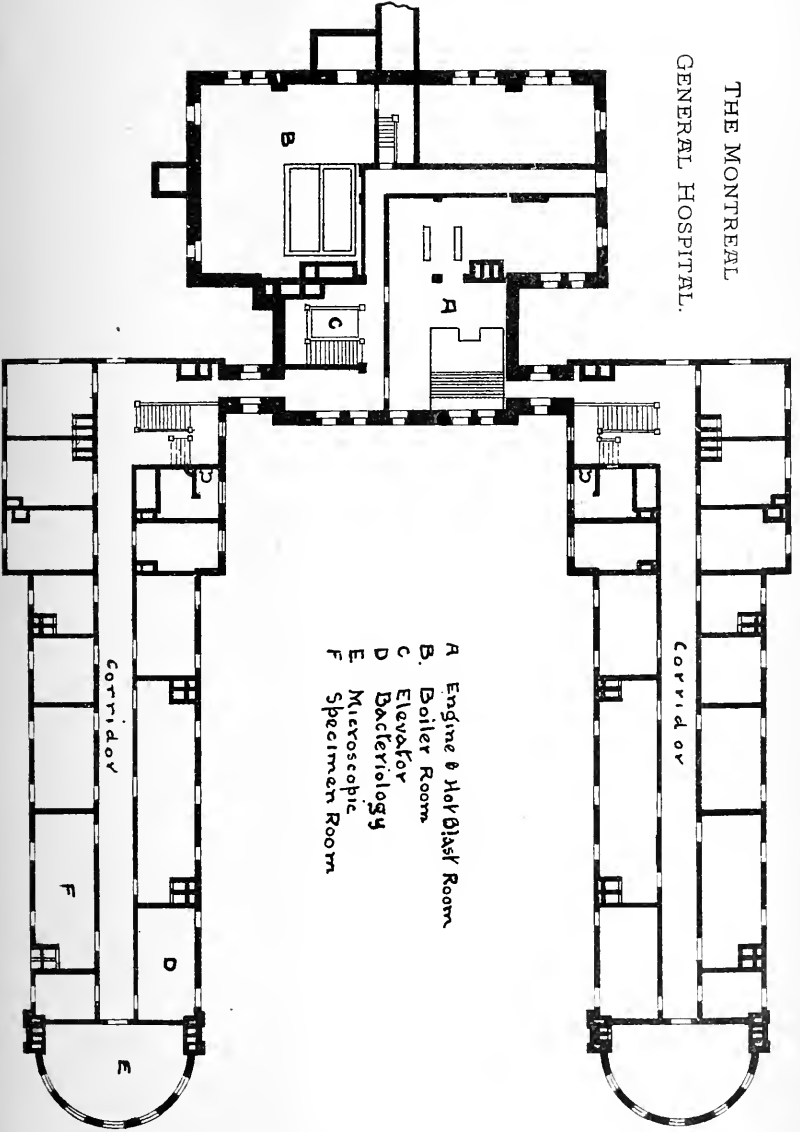 THE MONTREAL
GENERAL HOSPITAL.
A Engine & Hot Blast Room
B. Boiler Room
C Elevator
D Bacteriology
E Microscopic
F Specimen Room
Corridor
Corridor
A
B
C
D
E
F